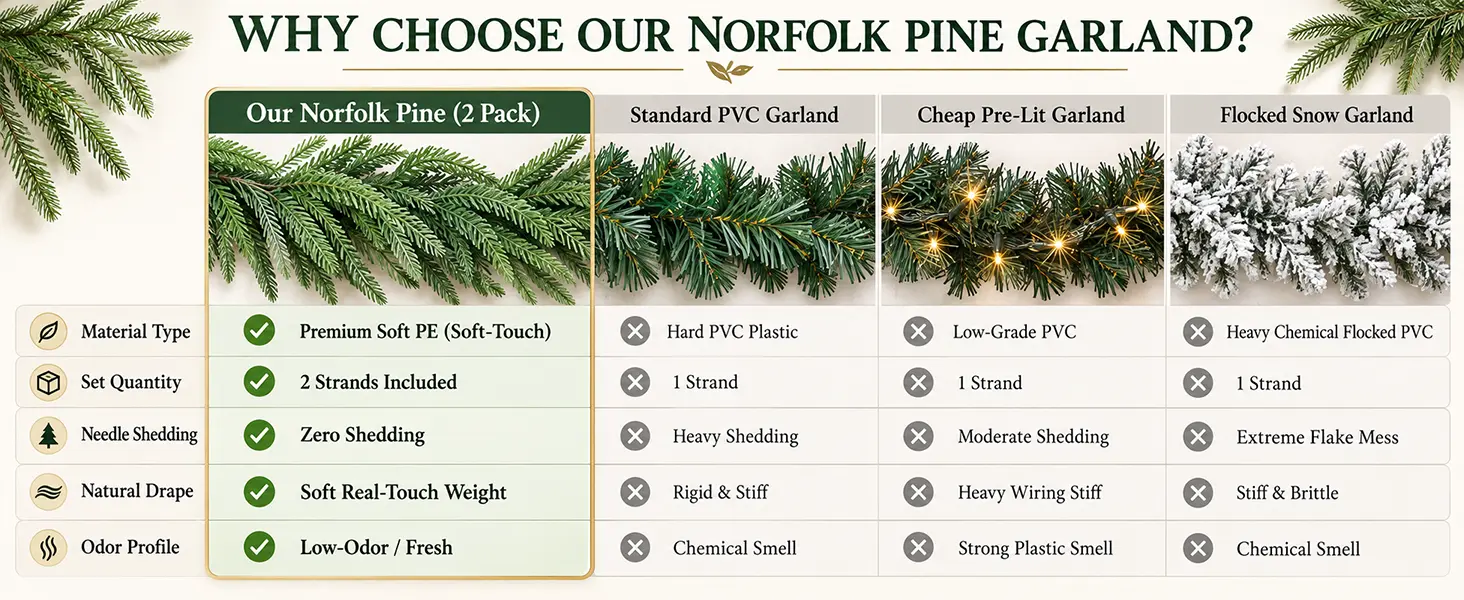 WHY CHOOSE OUR NORFOLK PINE GARLAND?
Our Norfolk Pine (2 Pack)
Standard PVC Garland
Cheap Pre-Lit Garland
Flocked Snow Garland
Material Type
Premium Soft PE (Soft-Touch)
Hard PVC Plastic
Low-Grade PVC
Heavy Chemical Flocked PVC
Set Quantity
2 Strands Included
1 Strand
1 Strand
1 Strand
Needle Shedding
Zero Shedding
Heavy Shedding
Moderate Shedding
Extreme Flake Mess
Natural Drape
Soft Real-Touch Weight
Rigid & Stiff
Heavy Wiring Stiff
Stiff & Brittle
Odor Profile
Low-Odor / Fresh
Chemical Smell
Strong Plastic Smell
Chemical Smell